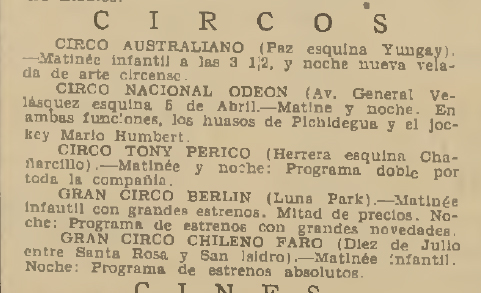 C I R C O S
CIRCO AUSTRALIANO (Paz esquina Yungay).
—Matinée infantil a las 3 1|2, y noche nueva vela-
da de arte circense.
CIRCO NACIONAL ODEON (Av. General Ve-
lásquez esquina 5 de Abril.—Matine y noche. En
ambas funciones, los huasos de Pichidegua y el joc-
key Mario Humbert.
CIRCO TONY PERICO (Herrera esquina Cha-
ñarcillo).—Matinée y noche: Programa doble por
toda la compañía.
GRAN CIRCO BERLIN (Luna Park).—Matinée
infantil con grandes estrenos. Mitad de precios. No-
che: Programa de estrenos con grandes novedades.
GRAN CIRCO CHILENO FARO (Diez de Julio
entre Santa Rosa y San Isidro).—Matinée infantil.
Noche: Programa de estrenos absolutos.
C I N E S